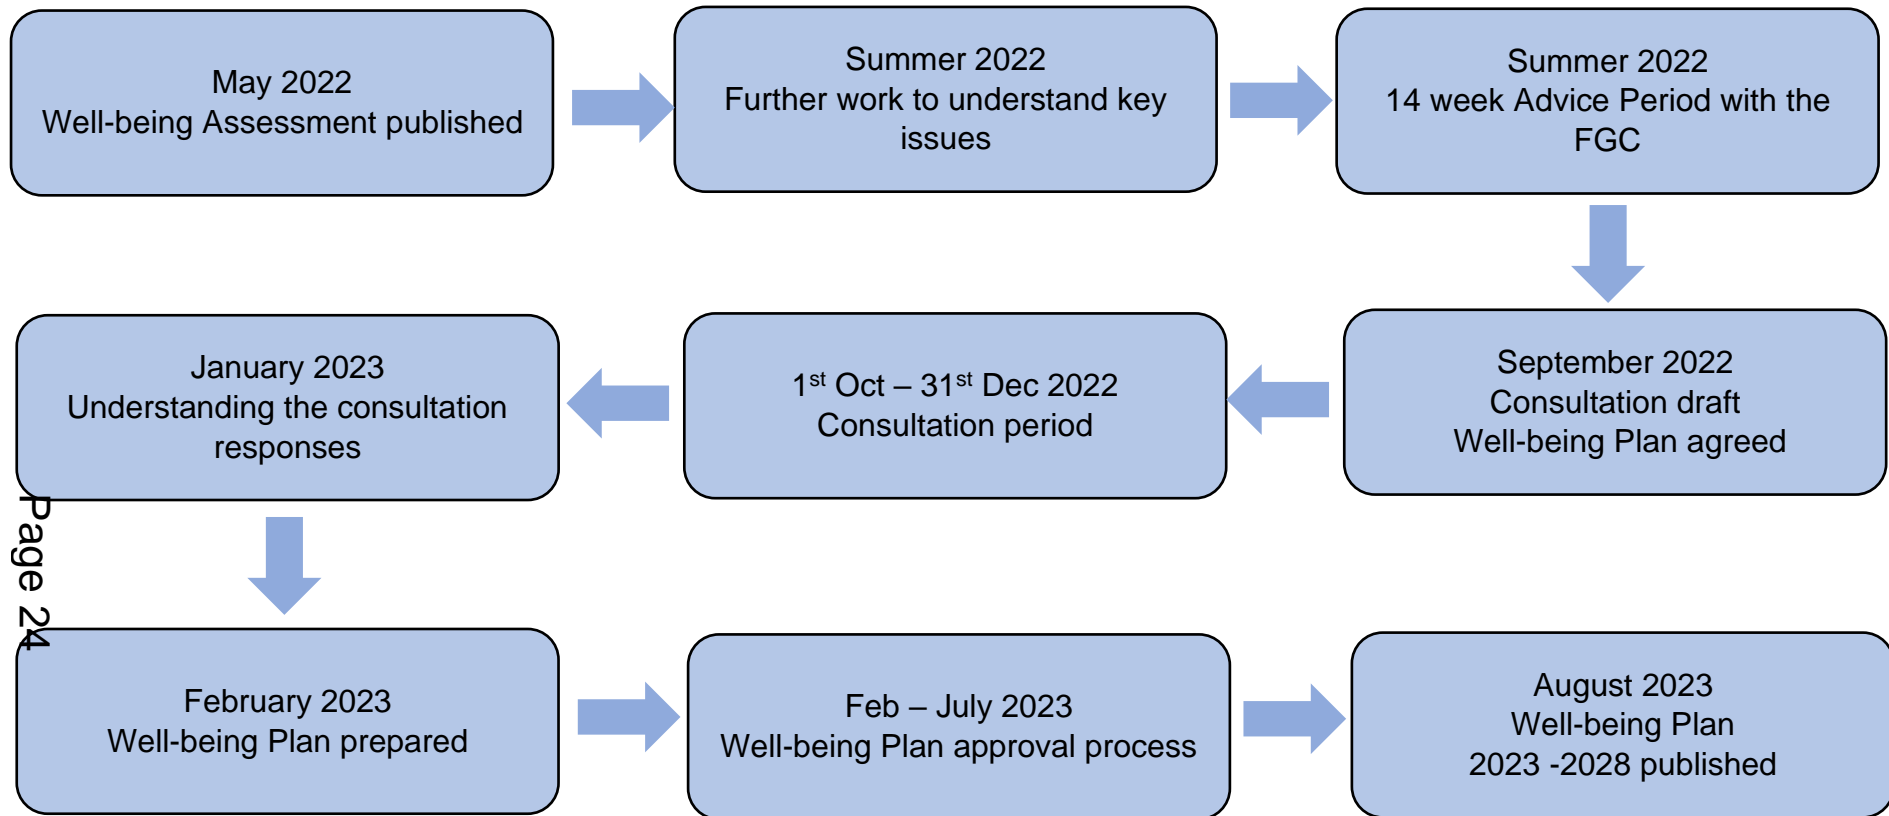 May 2022
Well-being Assessment published
Summer 2022
Further work to understand key
issues
Summer 2022
14 week Advice Period with the
FGC
September 2022
Consultation draft
Well-being Plan agreed
1st Oct – 31st Dec 2022
Consultation period
January 2023
Understanding the consultation
responses
February 2023
Well-being Plan prepared
Feb – July 2023
Well-being Plan approval process
August 2023
Well-being Plan
2023 -2028 published
Page 24